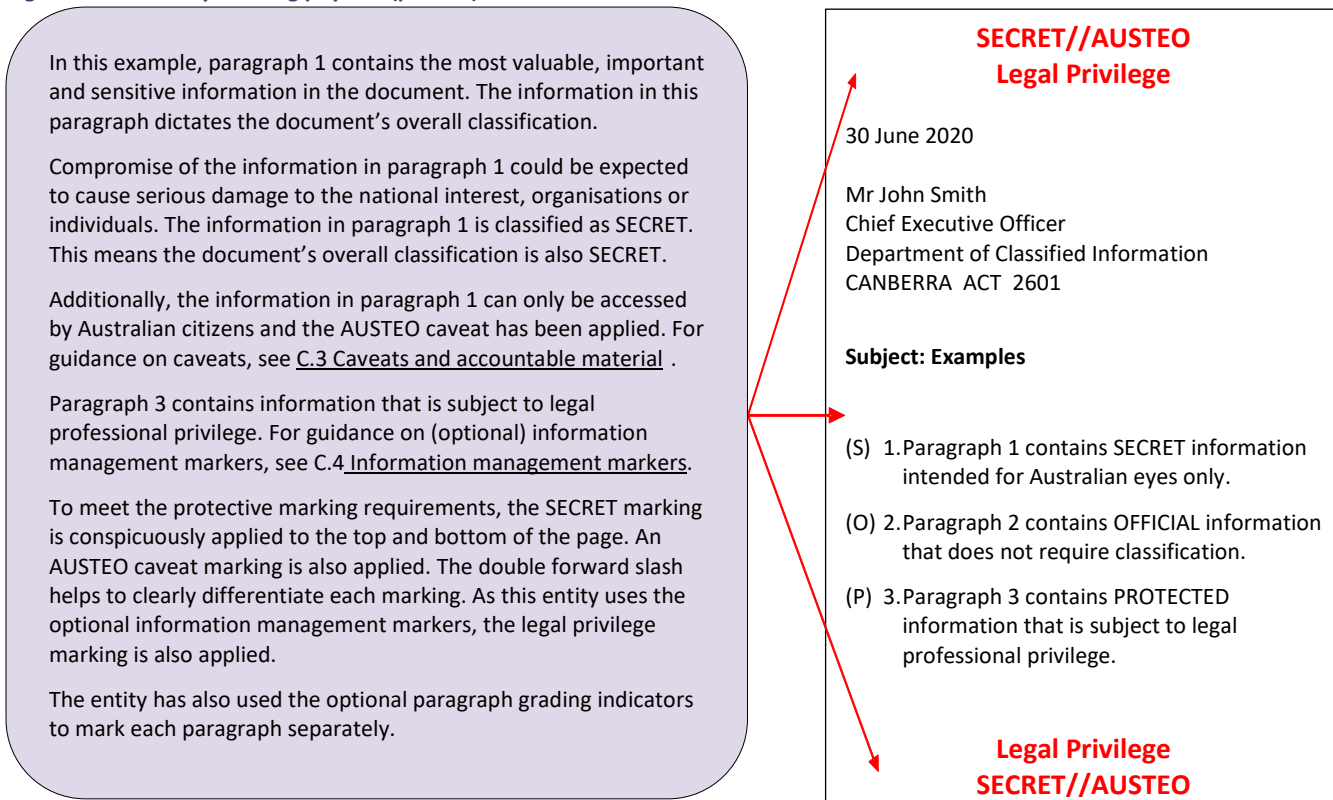 In this example, paragraph 1 contains the most valuable, important
and sensitive information in the document. The information in this
paragraph dictates the document's overall classification.
Compromise of the information in paragraph 1 could be expected
to cause serious damage to the national interest, organisations or
individuals. The information in paragraph 1 is classified as SECRET.
This means the document's overall classification is also SECRET.
Additionally, the information in paragraph 1 can only be accessed
by Australian citizens and the AUSTEO caveat has been applied. For
guidance on caveats, see C.3 Caveats and accountable material .
Paragraph 3 contains information that is subject to legal
professional privilege. For guidance on (optional) information
management markers, see C.4 Information management markers.
To meet the protective marking requirements, the SECRET marking
is conspicuously applied to the top and bottom of the page. An
AUSTEO caveat marking is also applied. The double forward slash
helps to clearly differentiate each marking. As this entity uses the
optional information management markers, the legal privilege
marking is also applied.
The entity has also used the optional paragraph grading indicators
to mark each paragraph separately.
SECRET//AUSTEO
Legal Privilege
30 June 2020
Mr John Smith
Chief Executive Officer
Department of Classified Information
CANBERRA ACT 2601
Subject: Examples
(S) 1.Paragraph 1 contains SECRET information
intended for Australian eyes only.
(O) 2.Paragraph 2 contains OFFICIAL information
that does not require classification.
(P) 3.Paragraph 3 contains PROTECTED
information that is subject to legal
professional privilege.
Legal Privilege
SECRET//AUSTEO